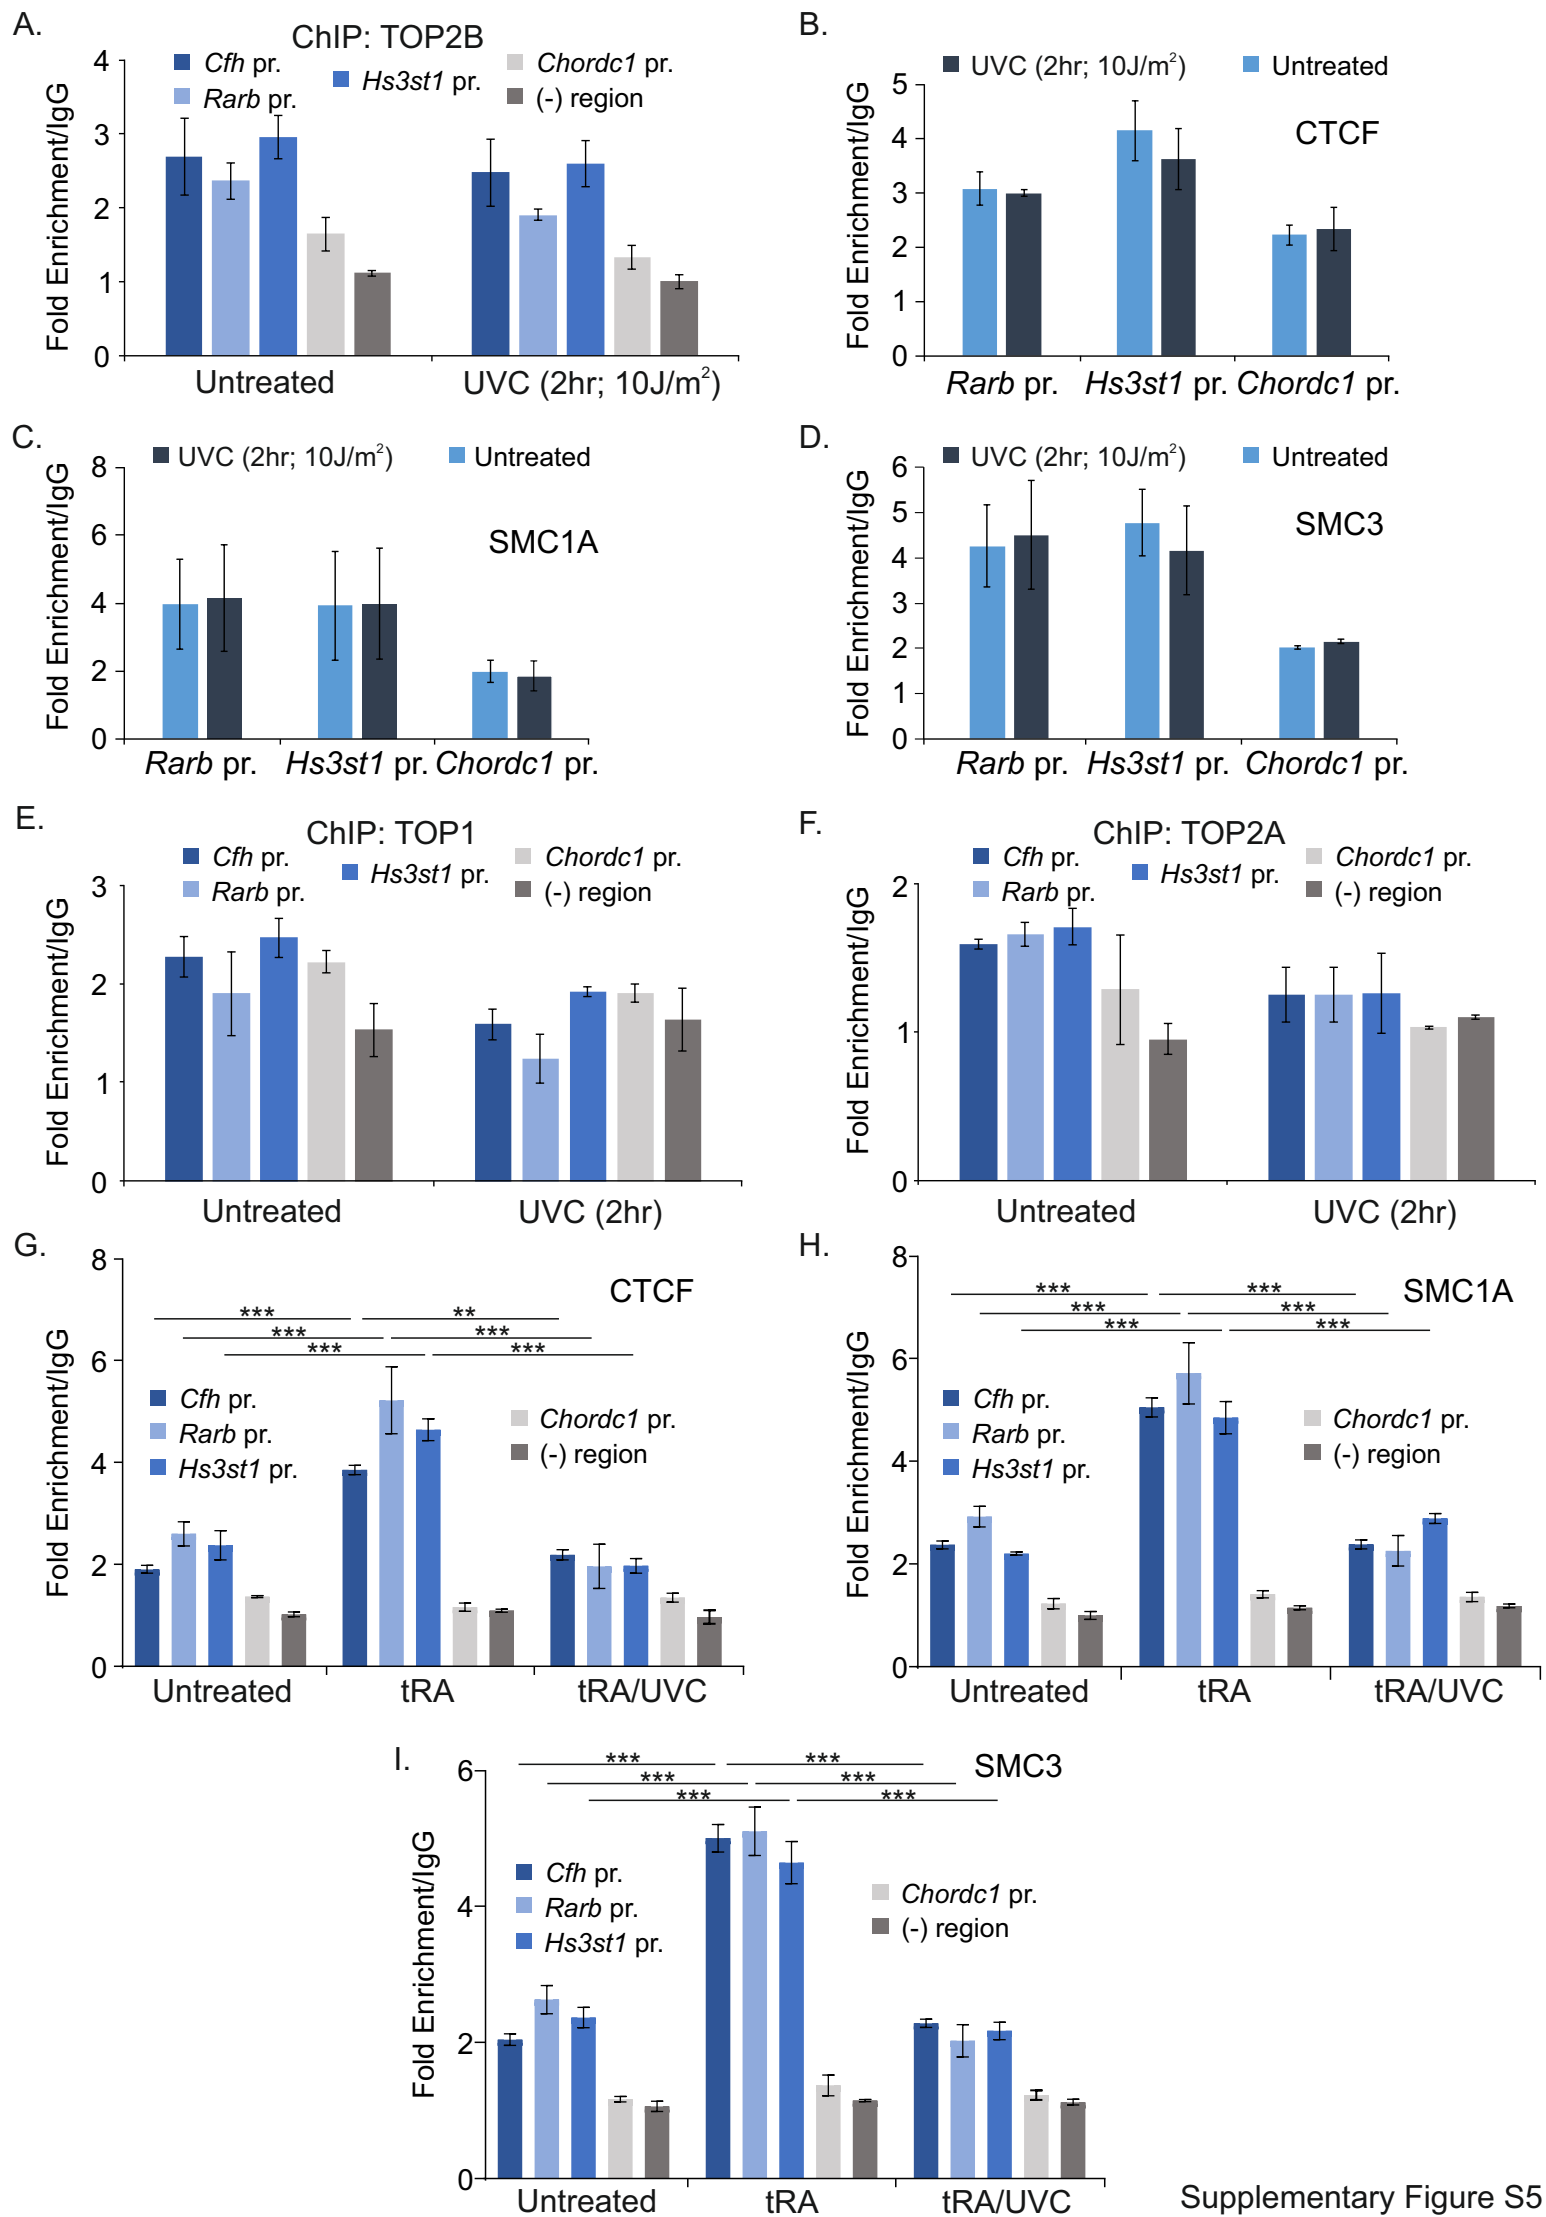 A.
ChIP: TOP2B
Cfh pr.
Rarb pr.
Hs3st1 pr.
Chordc1 pr.
(-) region
Fold Enrichment/IgG
4
3
2
1
0
Untreated
UVC (2hr; 10J/m²)
B.
UVC (2hr; 10J/m²)
Untreated
CTCF
Fold Enrichment/IgG
5
4
3
2
1
0
Rarb pr.
Hs3st1 pr.
Chordc1 pr.
C.
UVC (2hr; 10J/m²)
Untreated
SMC1A
Fold Enrichment/IgG
8
6
4
2
0
Rarb pr.
Hs3st1 pr.
Chordc1 pr.
D.
UVC (2hr; 10J/m²)
Untreated
SMC3
Fold Enrichment/IgG
6
5
4
3
2
1
0
Rarb pr.
Hs3st1 pr.
Chordc1 pr.
E.
ChIP: TOP1
Cfh pr.
Rarb pr.
Hs3st1 pr.
Chordc1 pr.
(-) region
Fold Enrichment/IgG
3
2
1
0
Untreated
UVC (2hr)
F.
ChIP: TOP2A
Cfh pr.
Rarb pr.
Hs3st1 pr.
Chordc1 pr.
(-) region
Fold Enrichment/IgG
2
1
0
Untreated
UVC (2hr)
G.
CTCF
*** **
*** ***
*** ***
Cfh pr.
Rarb pr.
Hs3st1 pr.
Chordc1 pr.
(-) region
Fold Enrichment/IgG
8
6
4
2
0
Untreated
tRA
tRA/UVC
H.
SMC1A
*** ***
*** ***
*** ***
Cfh pr.
Rarb pr.
Hs3st1 pr.
Chordc1 pr.
(-) region
Fold Enrichment/IgG
8
6
4
2
0
Untreated
tRA
tRA/UVC
I.
SMC3
*** ***
*** ***
*** ***
Cfh pr.
Rarb pr.
Hs3st1 pr.
Chordc1 pr.
(-) region
Fold Enrichment/IgG
6
4
2
0
Untreated
tRA
tRA/UVC
Supplementary Figure S5